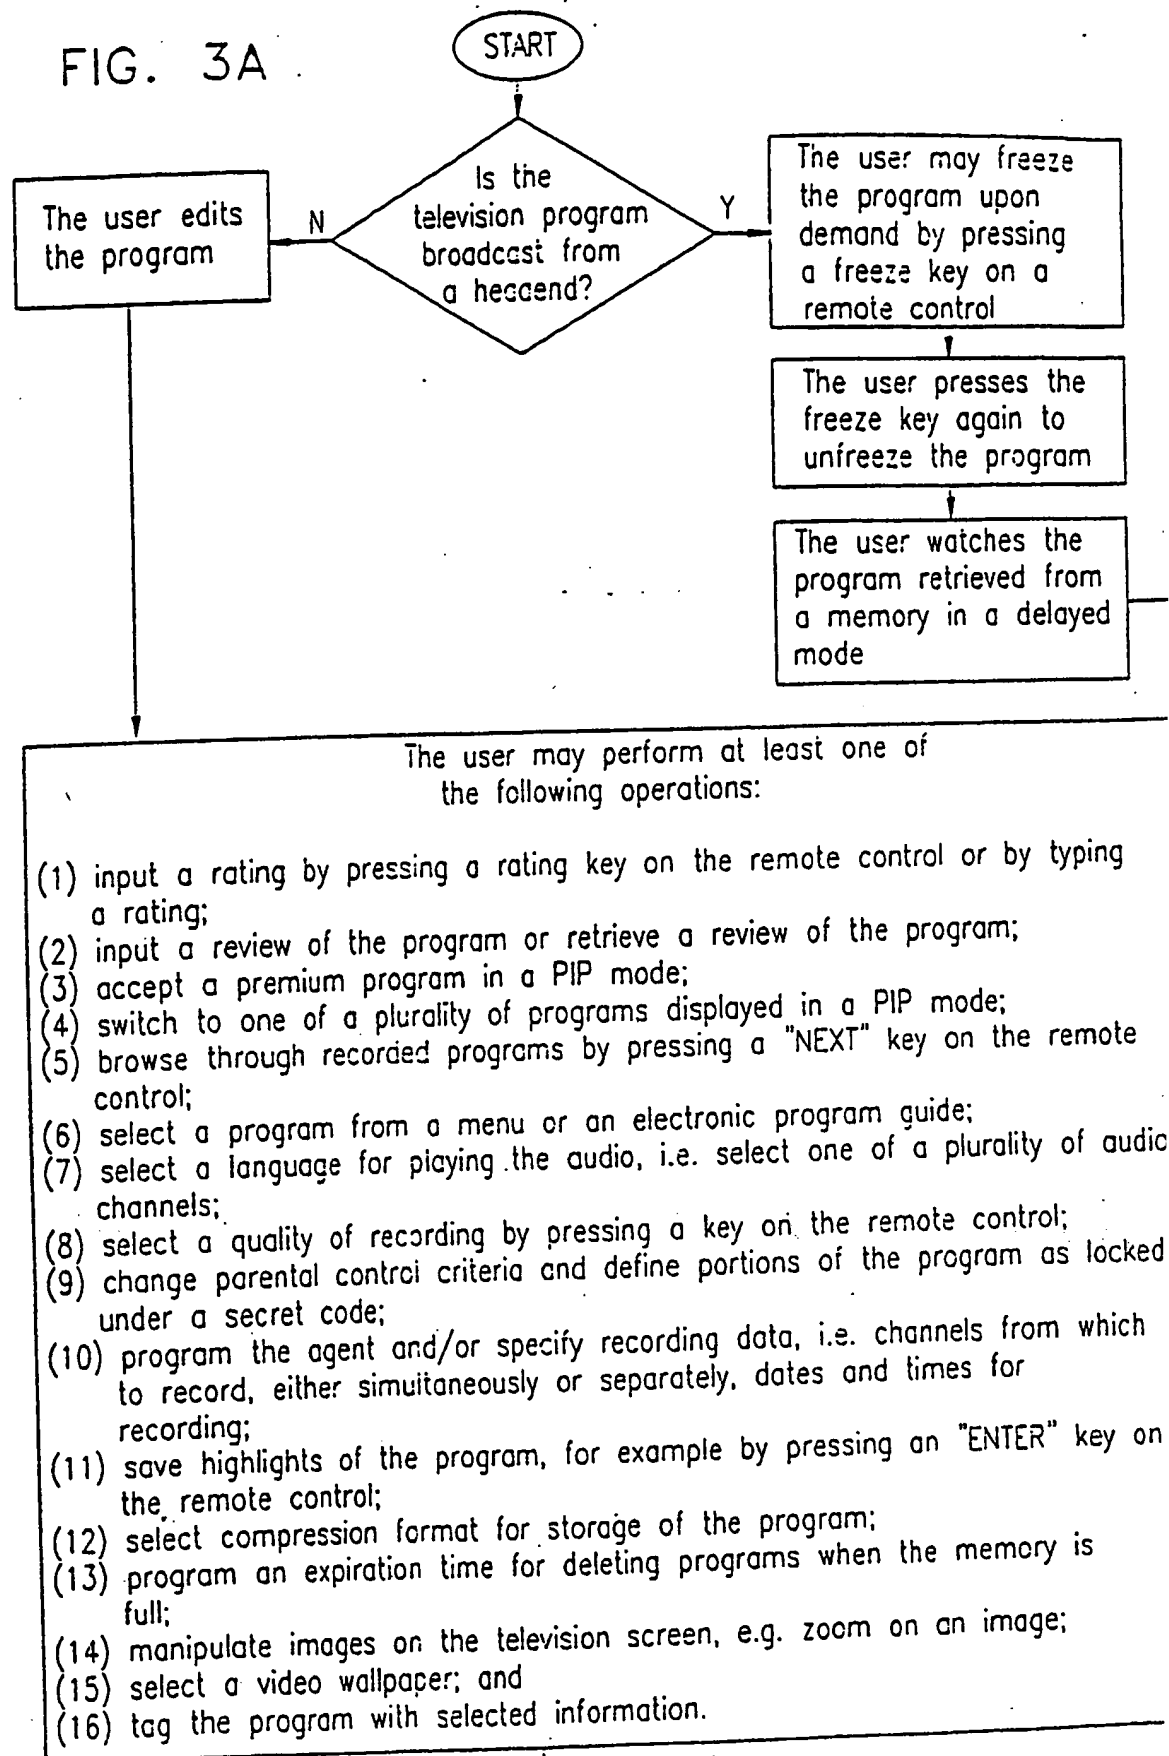 FIG. 3A
START
Is the
television program
broadcast from
a headend?
N
Y
The user edits
the program
The user may freeze
the program upon
demand by pressing
a freeze key on a
remote control
The user presses the
freeze key again to
unfreeze the program
The user watches the
program retrieved from
a memory in a delayed
mode
The user may perform at least one of
the following operations:
(1) input a rating by pressing a rating key on the remote control or by typing
a rating;
(2) input a review of the program or retrieve a review of the program;
(3) accept a premium program in a PIP mode;
(4) switch to one of a plurality of programs displayed in a PIP mode;
(5) browse through recorded programs by pressing a "NEXT" key on the remote
control;
(6) select a program from a menu or an electronic program guide;
(7) select a language for playing the audio, i.e. select one of a plurality of audio
channels;
(8) select a quality of recording by pressing a key on the remote control;
(9) change parental control criteria and define portions of the program as locked
under a secret code;
(10) program the agent and/or specify recording data, i.e. channels from which
to record, either simultaneously or separately, dates and times for
recording;
(11) save highlights of the program, for example by pressing an "ENTER" key on
the remote control;
(12) select compression format for storage of the program;
(13) program an expiration time for deleting programs when the memory is
full;
(14) manipulate images on the television screen, e.g. zoom on an image;
(15) select a video wallpaper; and
(16) tag the program with selected information.